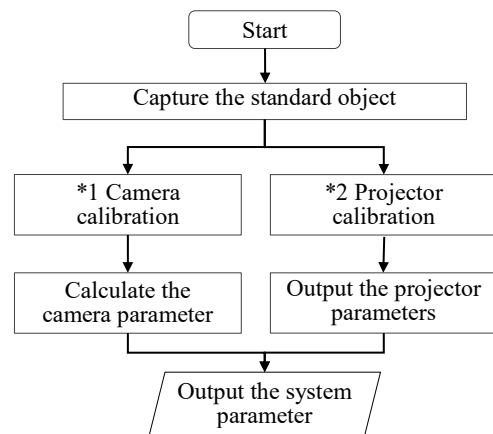 Start
Capture the standard object
*1 Camera
calibration
*2 Projector
calibration
Calculate the
camera parameter
Output the projector
parameters
Output the system
parameter